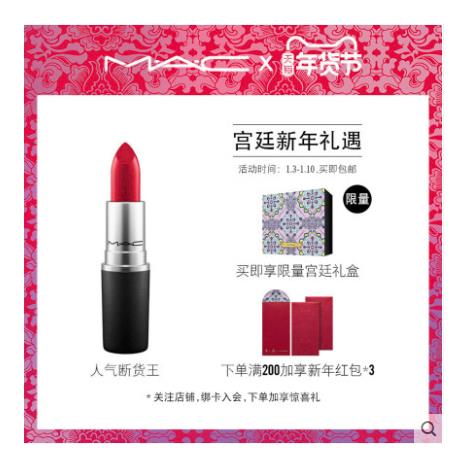 MAC x 天猫 年货节
宫廷新年礼遇
活动时间：1.3-1.10，买即包邮
限量
MAC
买即享限量宫廷礼盒
人气断货王
下单满200加享新年红包*3
* 关注店铺，绑卡入会，下单加享惊喜礼